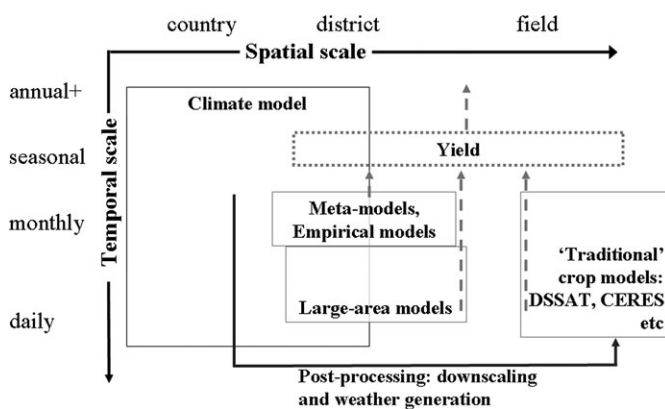 country
district
field
Spatial scale
annual+
Climate model
Temporal scale
seasonal
Yield
monthly
Meta-models,
Empirical models
'Traditional'
crop models:
DSSAT, CERES
etc
Large-area models
daily
Post-processing: downscaling
and weather generation